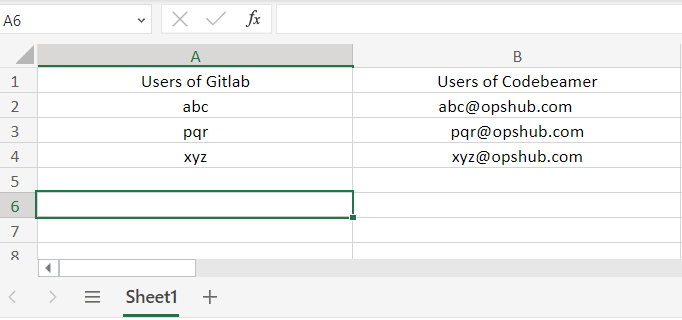 A6 fx
A B
1 Users of Gitlab Users of Codebeamer
2 abc abc@opshub.com
3 pqr pqr@opshub.com
4 xyz xyz@opshub.com
5
6
7
8
Sheet1